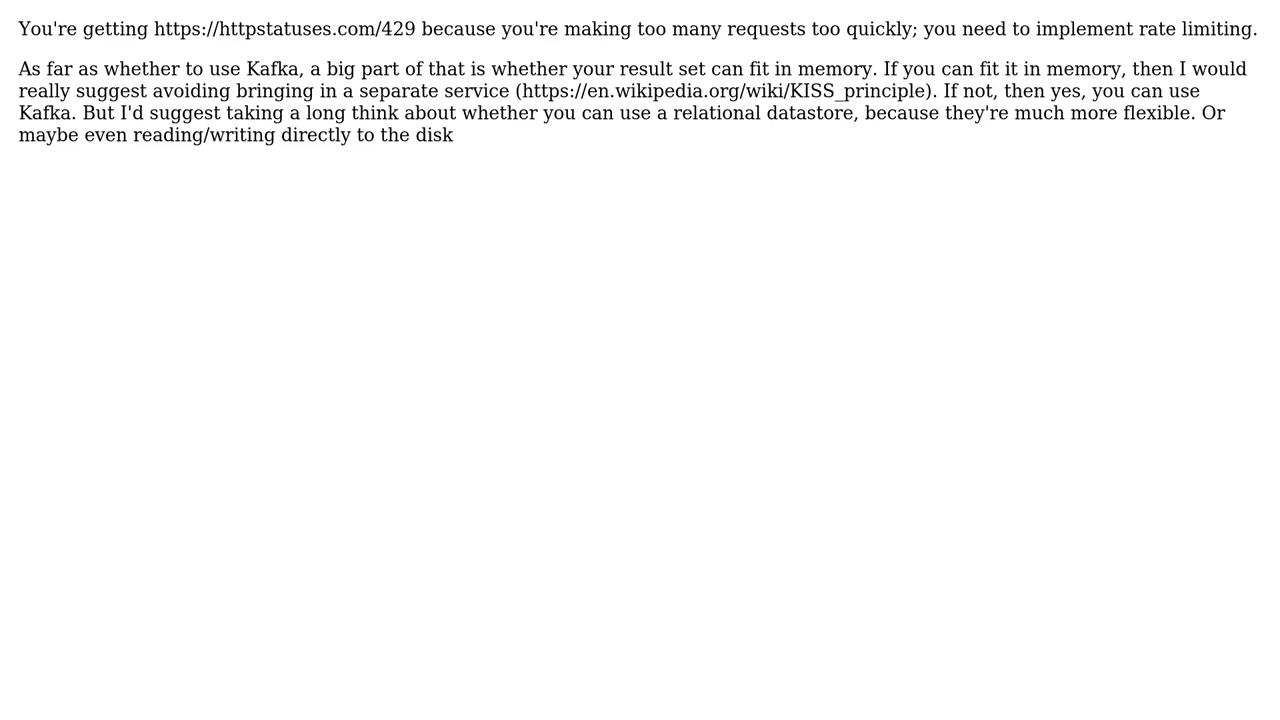 You're getting https://httpstatuses.com/429 because you're making too many requests too quickly; you need to implement rate limiting.
As far as whether to use Kafka, a big part of that is whether your result set can fit in memory. If you can fit it in memory, then I would
really suggest avoiding bringing in a separate service (https://en.wikipedia.org/wiki/KISS_principle). If not, then yes, you can use
Kafka. But I'd suggest taking a long think about whether you can use a relational datastore, because they're much more flexible. Or
maybe even reading/writing directly to the disk